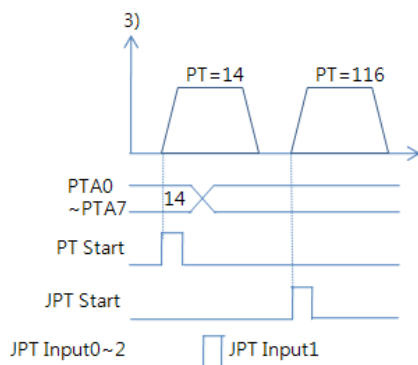 3)
PT=14 PT=116
PTA0
~PTA7
14
PT Start
JPT Start
JPT Input0~2 JPT Input1